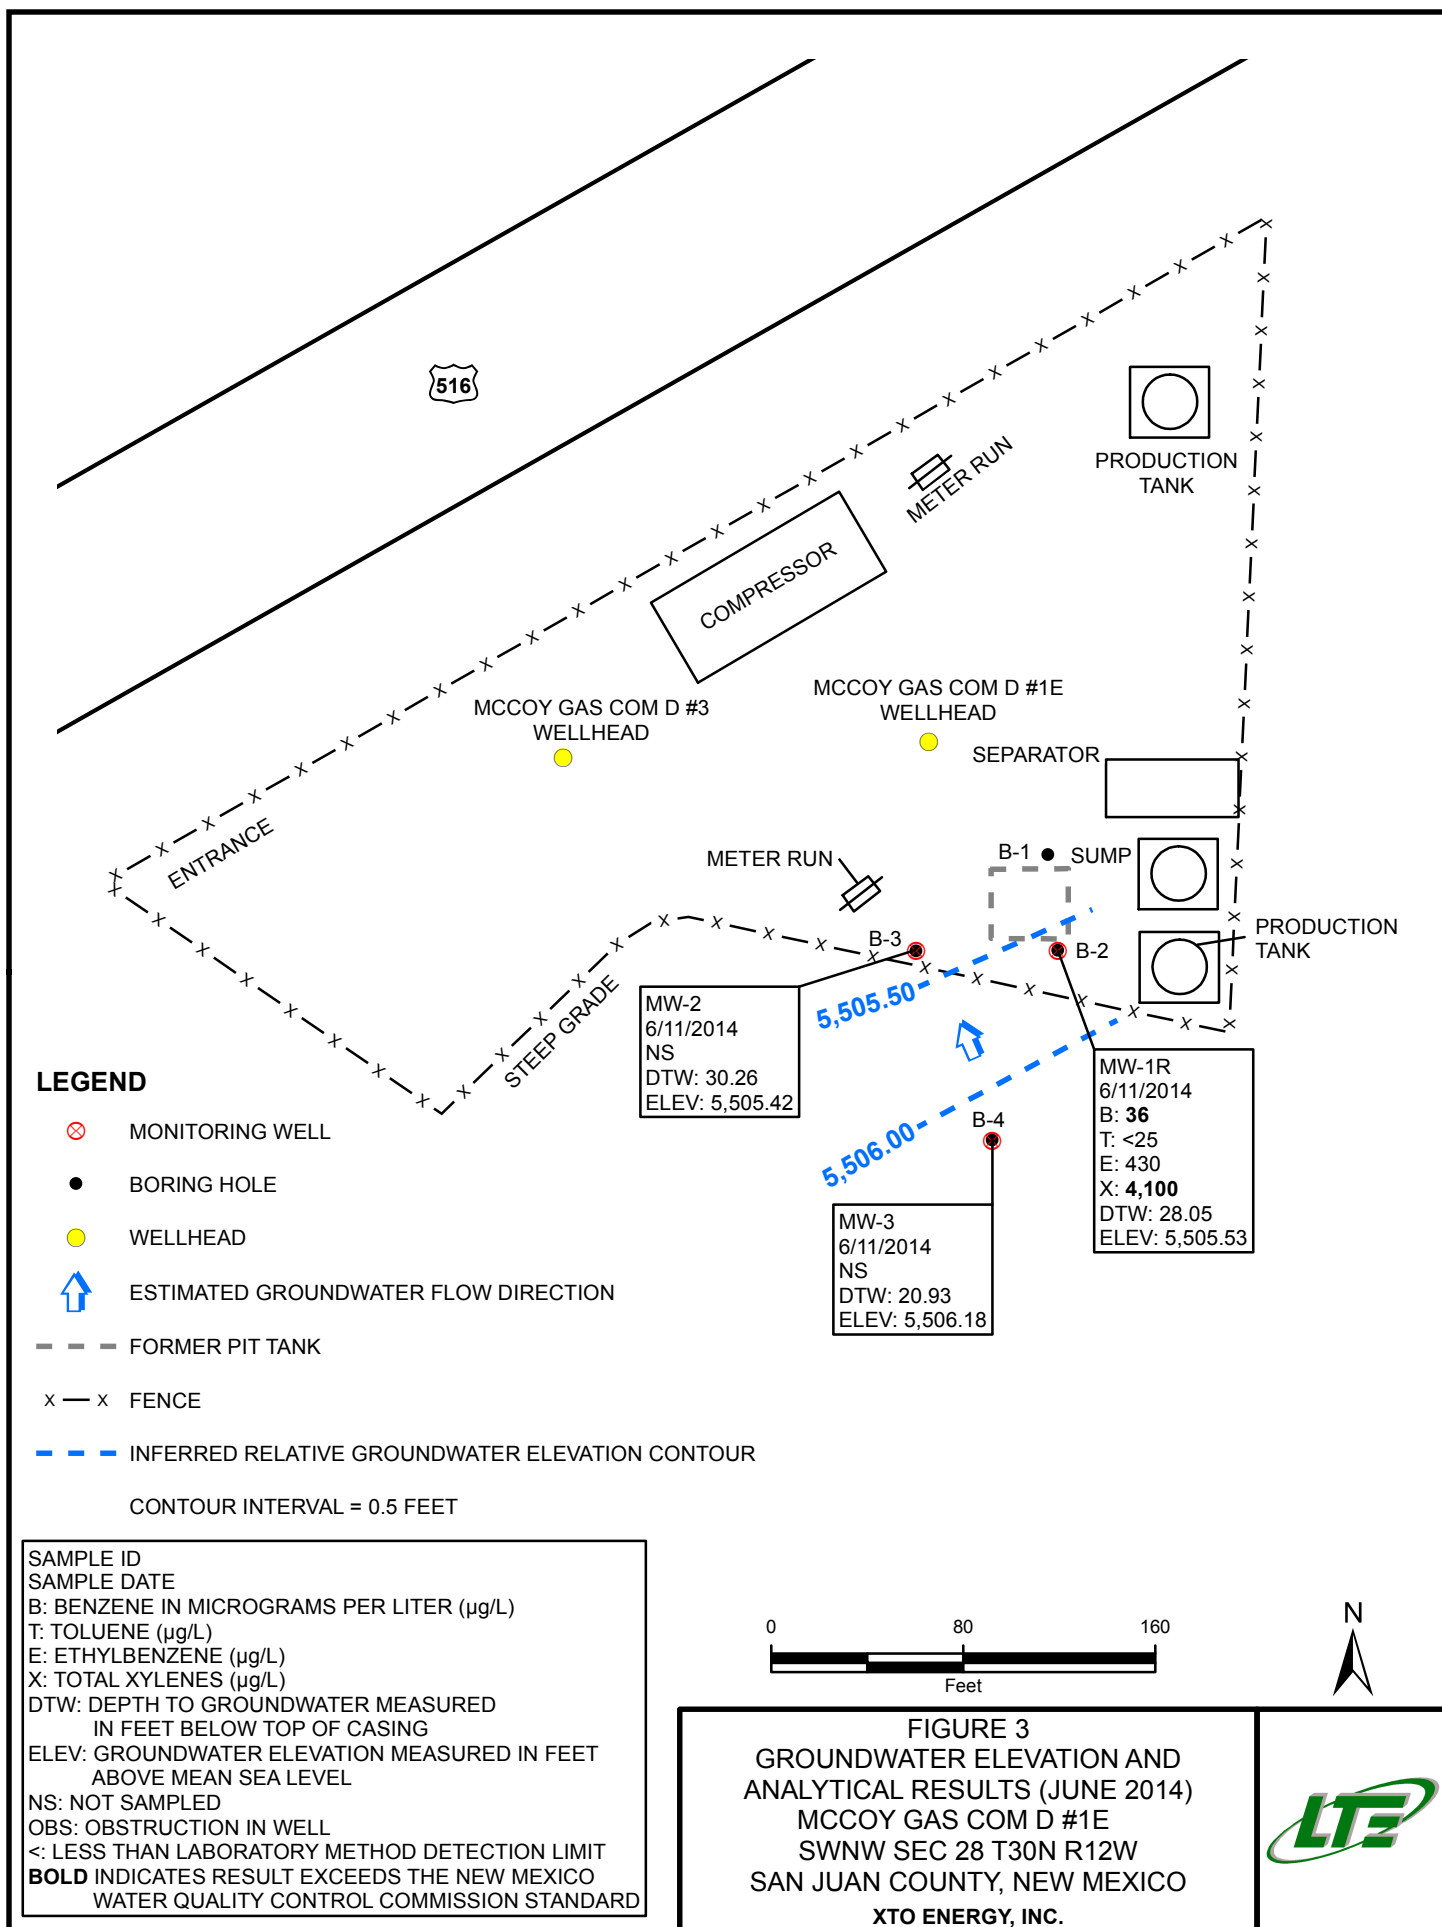 516
METER RUN
PRODUCTION
TANK
COMPRESSOR
MCCOY GAS COM D #3
WELLHEAD
MCCOY GAS COM D #1E
WELLHEAD
SEPARATOR
ENTRANCE
METER RUN
B-1
SUMP
B-3
B-2
PRODUCTION
TANK
STEEP GRADE
5,505.50
MW-2
6/11/2014
NS
DTW: 30.26
ELEV: 5,505.42
5,506.00
B-4
MW-1R
6/11/2014
B: 36
T: <25
E: 430
X: 4,100
DTW: 28.05
ELEV: 5,505.53
MW-3
6/11/2014
NS
DTW: 20.93
ELEV: 5,506.18
LEGEND
MONITORING WELL
BORING HOLE
WELLHEAD
ESTIMATED GROUNDWATER FLOW DIRECTION
FORMER PIT TANK
X X FENCE
INFERRED RELATIVE GROUNDWATER ELEVATION CONTOUR
CONTOUR INTERVAL = 0.5 FEET
SAMPLE ID
SAMPLE DATE
B: BENZENE IN MICROGRAMS PER LITER (µg/L)
T: TOLUENE (µg/L)
E: ETHYLBENZENE (µg/L)
X: TOTAL XYLENES (µg/L)
DTW: DEPTH TO GROUNDWATER MEASURED
IN FEET BELOW TOP OF CASING
ELEV: GROUNDWATER ELEVATION MEASURED IN FEET
ABOVE MEAN SEA LEVEL
NS: NOT SAMPLED
OBS: OBSTRUCTION IN WELL
<: LESS THAN LABORATORY METHOD DETECTION LIMIT
BOLD INDICATES RESULT EXCEEDS THE NEW MEXICO
WATER QUALITY CONTROL COMMISSION STANDARD
0 80 160
Feet
N
FIGURE 3
GROUNDWATER ELEVATION AND
ANALYTICAL RESULTS (JUNE 2014)
MCCOY GAS COM D #1E
SWNW SEC 28 T30N R12W
SAN JUAN COUNTY, NEW MEXICO
XTO ENERGY, INC.
LTE